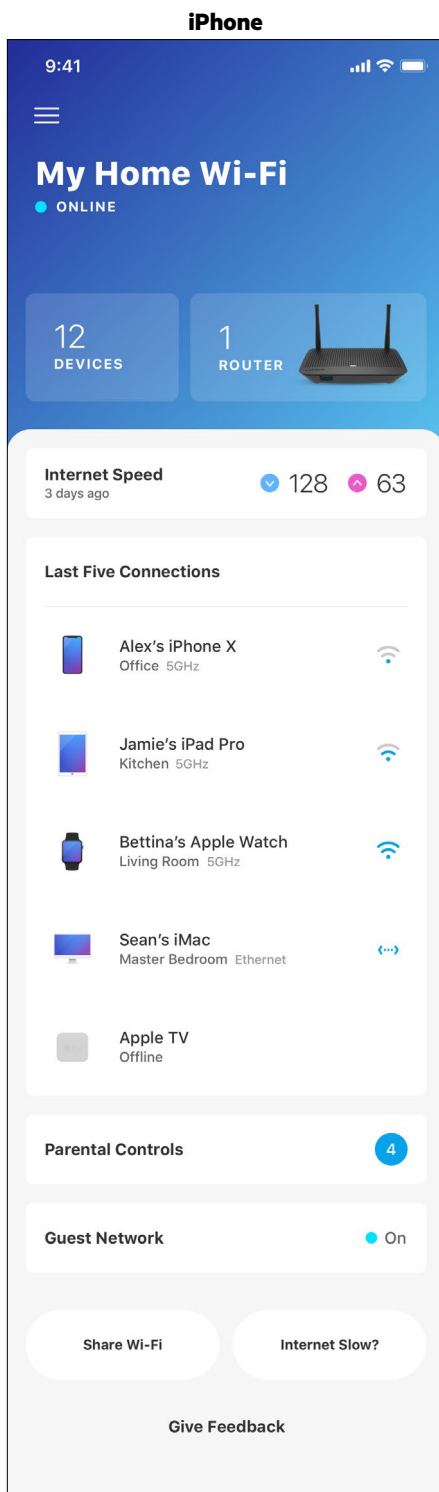 iPhone
9:41
My Home Wi-Fi
ONLINE
12
DEVICES
1
ROUTER
Internet Speed
3 days ago
128
63
Last Five Connections
Alex's iPhone X
Office 5GHz
Jamie's iPad Pro
Kitchen 5GHz
Bettina's Apple Watch
Living Room 5GHz
Sean's iMac
Master Bedroom Ethernet
Apple TV
Offline
Parental Controls
4
Guest Network
On
Share Wi-Fi
Internet Slow?
Give Feedback